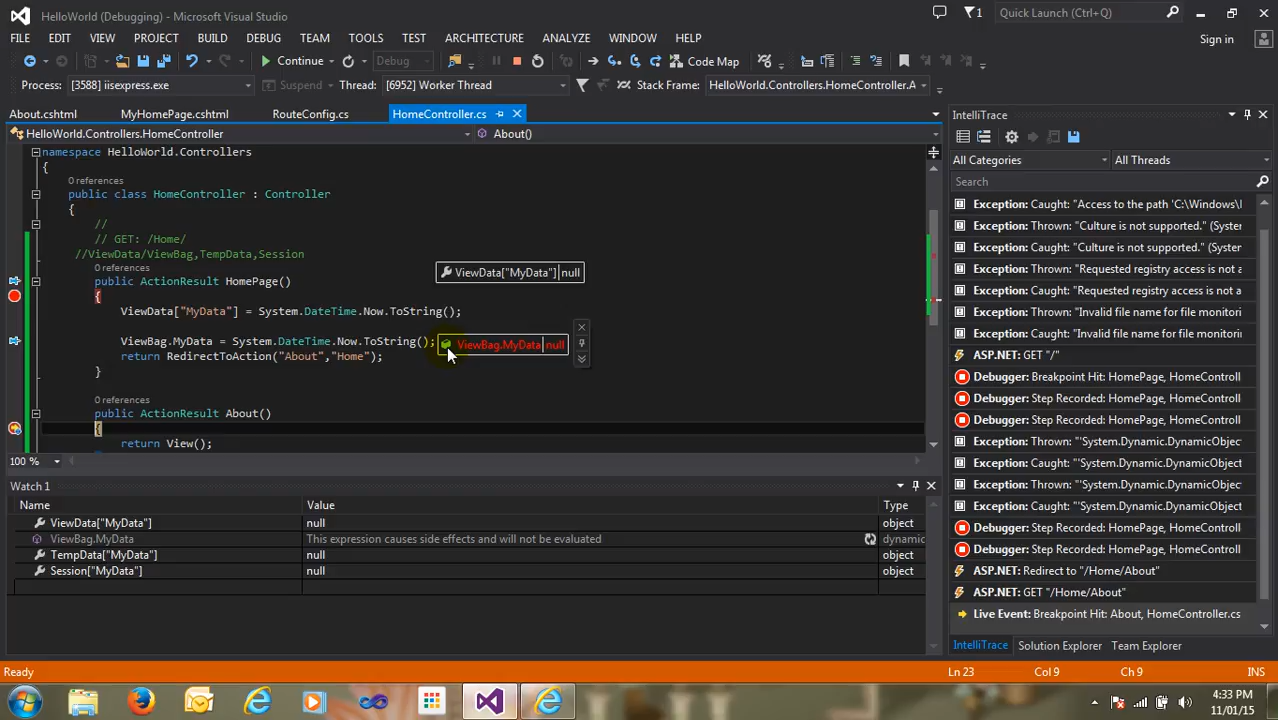 HelloWorld (Debugging) - Microsoft Visual Studio
1
Quick Launch (Ctrl+Q)
FILE EDIT VIEW PROJECT BUILD DEBUG TEAM TOOLS TEST ARCHITECTURE ANALYZE WINDOW HELP
Sign in
Continue Debug Code Map
Process: [3588] iisexpress.exe Suspend Thread: [6952] Worker Thread Stack Frame: HelloWorld.Controllers.HomeController.A
About.cshtml MyHomePage.cshtml RouteConfig.cs HomeController.cs
HelloWorld.Controllers.HomeController About()
namespace HelloWorld.Controllers
{
0 references
public class HomeController : Controller
{
//
// GET: /Home/
//ViewData/ViewBag,TempData,Session
0 references
public ActionResult HomePage()
{
ViewData["MyData"] null
ViewData["MyData"] = System.DateTime.Now.ToString();
ViewBag.MyData = System.DateTime.Now.ToString();
ViewBag.MyData null
return RedirectToAction("About","Home");
}
0 references
public ActionResult About()
{
return View();
100 %
Watch 1
Name Value Type
ViewData["MyData"] null object
ViewBag.MyData This expression causes side effects and will not be evaluated dynamic
TempData["MyData"] null object
Session["MyData"] null object
IntelliTrace
All Categories All Threads
Search
Exception: Caught: "Access to the path 'C:\Windows\
Exception: Thrown: "Culture is not supported." (System
Exception: Caught: "Culture is not supported." (System
Exception: Thrown: "Requested registry access is not a
Exception: Caught: "Requested registry access is not a
Exception: Thrown: "Invalid file name for file monitori
Exception: Caught: "Invalid file name for file monitori
ASP.NET: GET "/"
Debugger: Breakpoint Hit: HomePage, HomeControll
Debugger: Step Recorded: HomePage, HomeControll
Debugger: Step Recorded: HomePage, HomeControll
Exception: Thrown: "'System.Dynamic.DynamicObject
Exception: Caught: "'System.Dynamic.DynamicObject
Exception: Thrown: "'System.Dynamic.DynamicObject
Exception: Caught: "'System.Dynamic.DynamicObject
Debugger: Step Recorded: HomePage, HomeControll
Debugger: Step Recorded: HomePage, HomeControll
ASP.NET: Redirect to "/Home/About"
ASP.NET: GET "/Home/About"
Live Event: Breakpoint Hit: About, HomeController.cs
IntelliTrace Solution Explorer Team Explorer
Ready Ln 23 Col 9 Ch 9 INS
4:33 PM
11/01/15